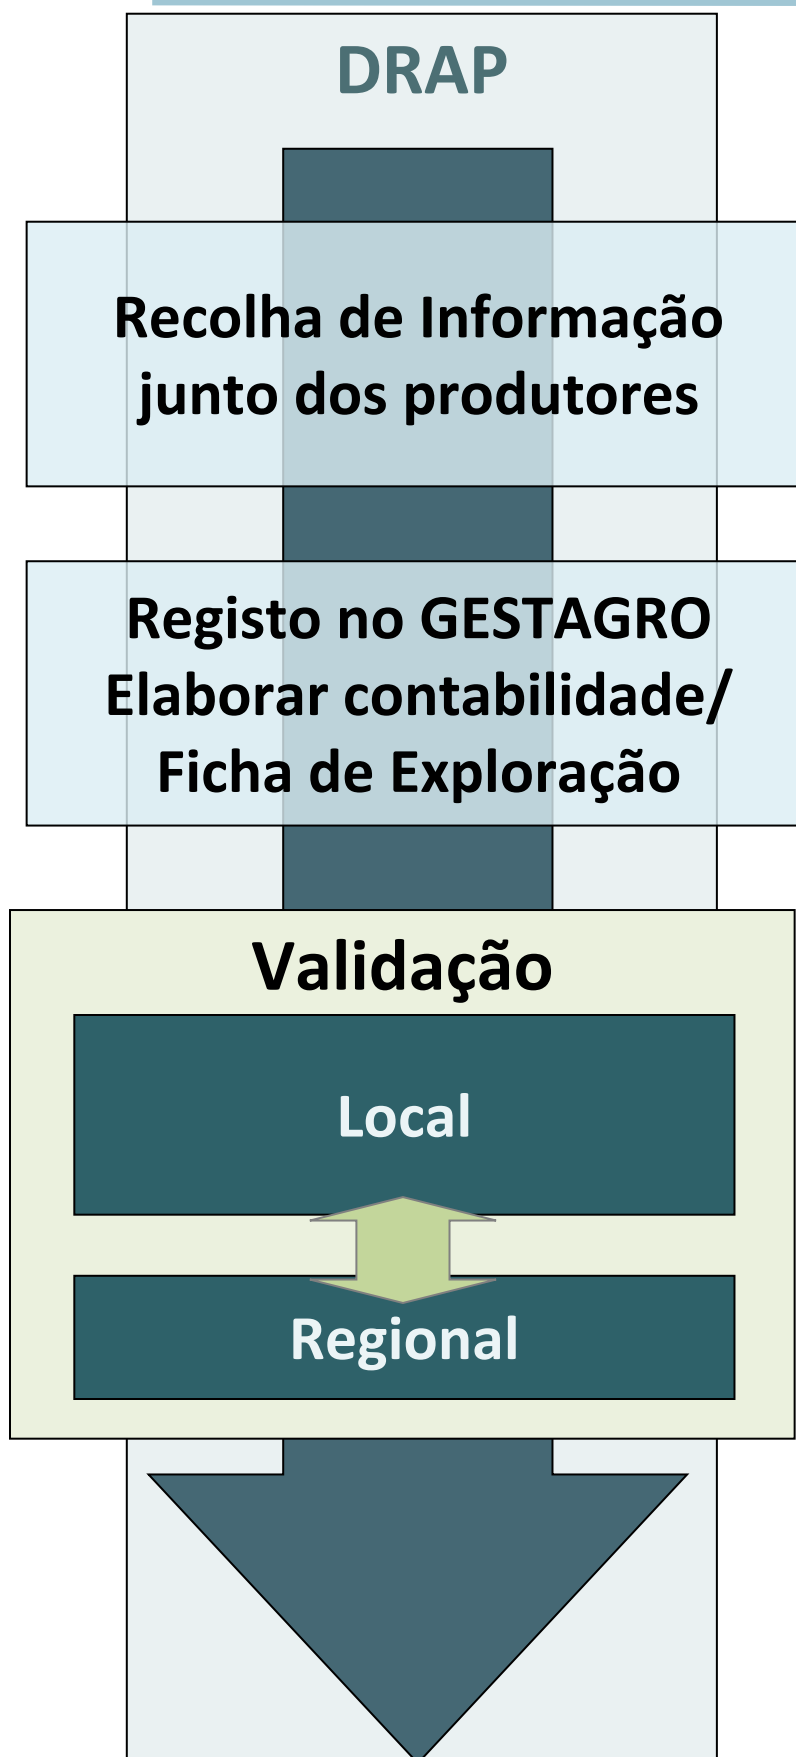 DRAP
Recolha de Informação
junto dos produtores
Registo no GESTAGRO
Elaborar contabilidade/
Ficha de Exploração
Validação
Local
Regional